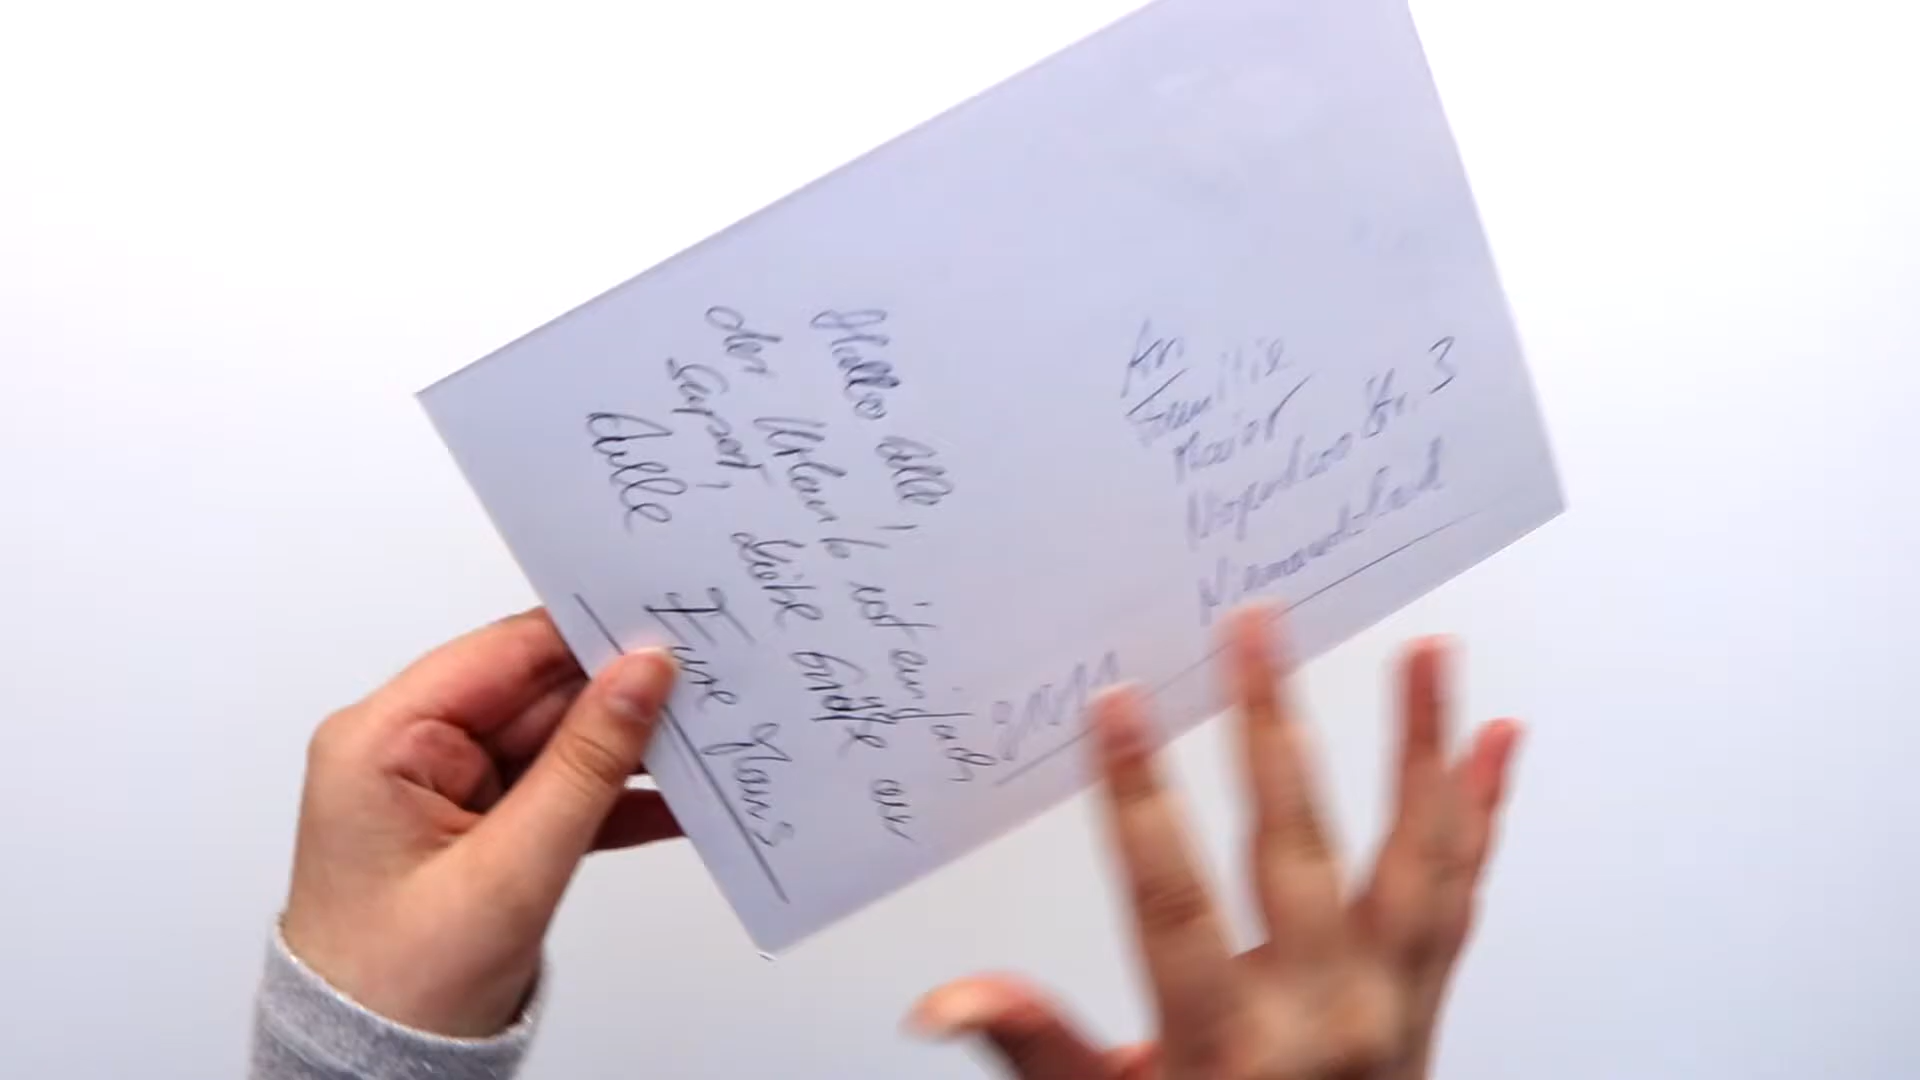 Hallo alle,
der Urlaub ist einfach
super, liebe Grüße an
Alle
Eure Hans
An
Familie
Maier
Nirgendwo Str. 3
Niemandsland